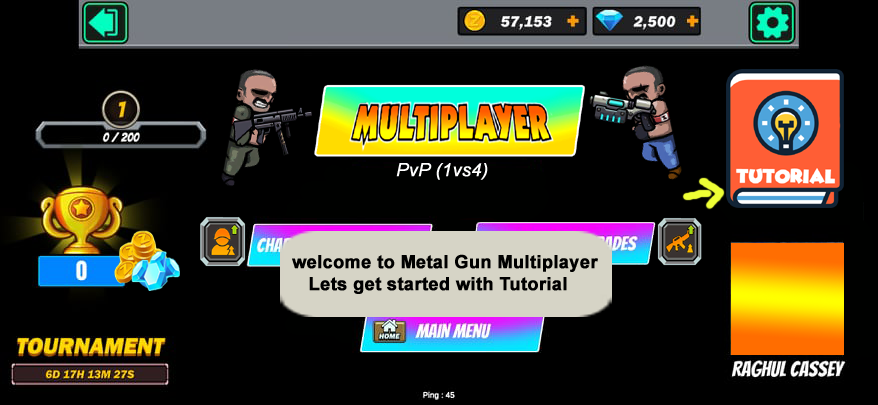 57,153 + 2,500 +
1
0 / 200
MULTIPLAYER
PvP (1vs4)
TUTORIAL
0
welcome to Metal Gun Multiplayer
Lets get started with Tutorial
HOME MAIN MENU
TOURNAMENT
6D 17H 13M 27S
RAGHUL CASSEY
Ping : 45